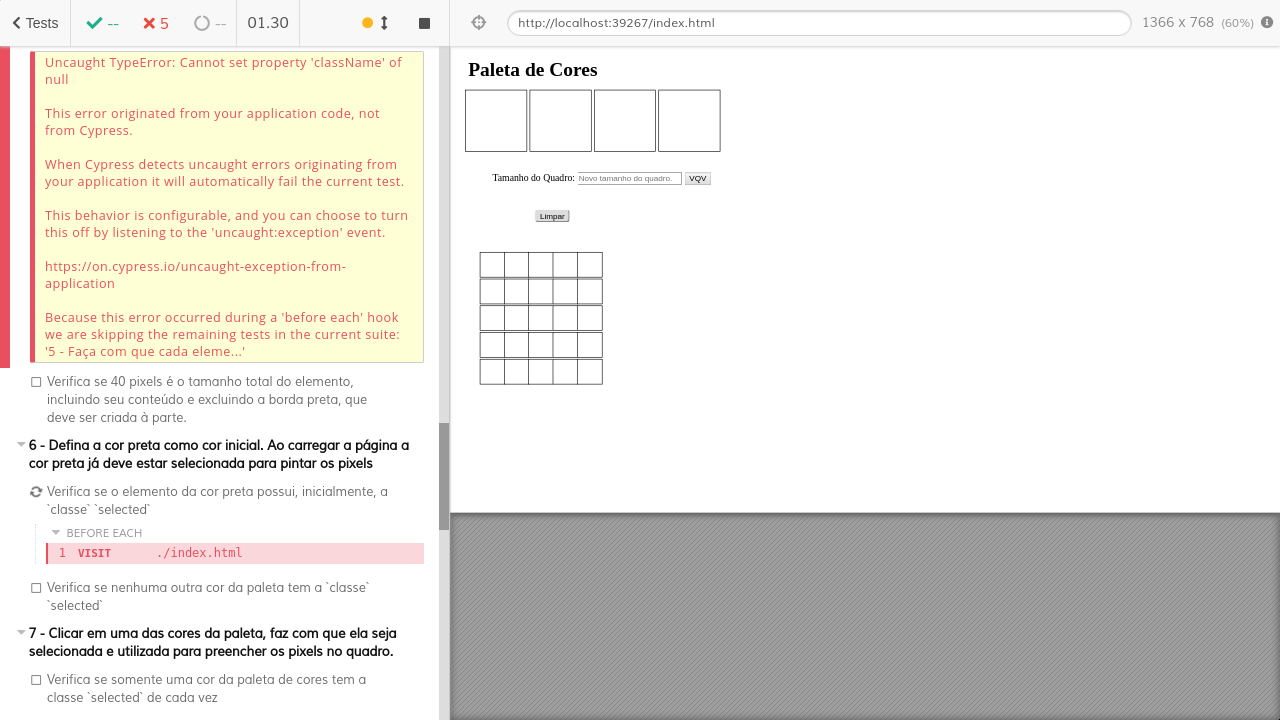 Tests
--
5
--
01.30
http://localhost:39267/index.html
1366 x 768 (60%)
Uncaught TypeError: Cannot set property 'className' of
null
This error originated from your application code, not
from Cypress.
When Cypress detects uncaught errors originating from
your application it will automatically fail the current test.
This behavior is configurable, and you can choose to turn
this off by listening to the 'uncaught:exception' event.
https://on.cypress.io/uncaught-exception-from-
application
Because this error occurred during a 'before each' hook
we are skipping the remaining tests in the current suite:
'5 - Faça com que cada eleme...'
Verifica se 40 pixels é o tamanho total do elemento,
incluindo seu conteúdo e excluindo a borda preta, que
deve ser criada à parte.
6 - Defina a cor preta como cor inicial. Ao carregar a página a
cor preta já deve estar selecionada para pintar os pixels
Verifica se o elemento da cor preta possui, inicialmente, a
`classe` `selected`
BEFORE EACH
1 VISIT ./index.html
Verifica se nenhuma outra cor da paleta tem a `classe`
`selected`
7 - Clicar em uma das cores da paleta, faz com que ela seja
selecionada e utilizada para preencher os pixels no quadro.
Verifica se somente uma cor da paleta de cores tem a
classe `selected` de cada vez
Paleta de Cores
Tamanho do Quadro: Novo tamanho do quadro. VQV
Limpar